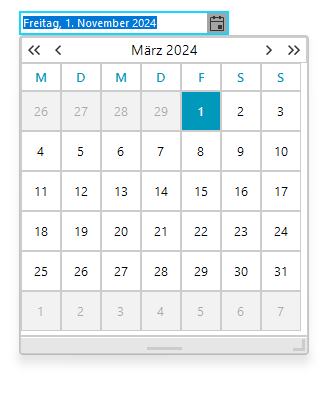 Freitag, 1. November 2024
März 2024
M D M D F S S
26 27 28 29 1 2 3
4 5 6 7 8 9 10
11 12 13 14 15 16 17
18 19 20 21 22 23 24
25 26 27 28 29 30 31
1 2 3 4 5 6 7